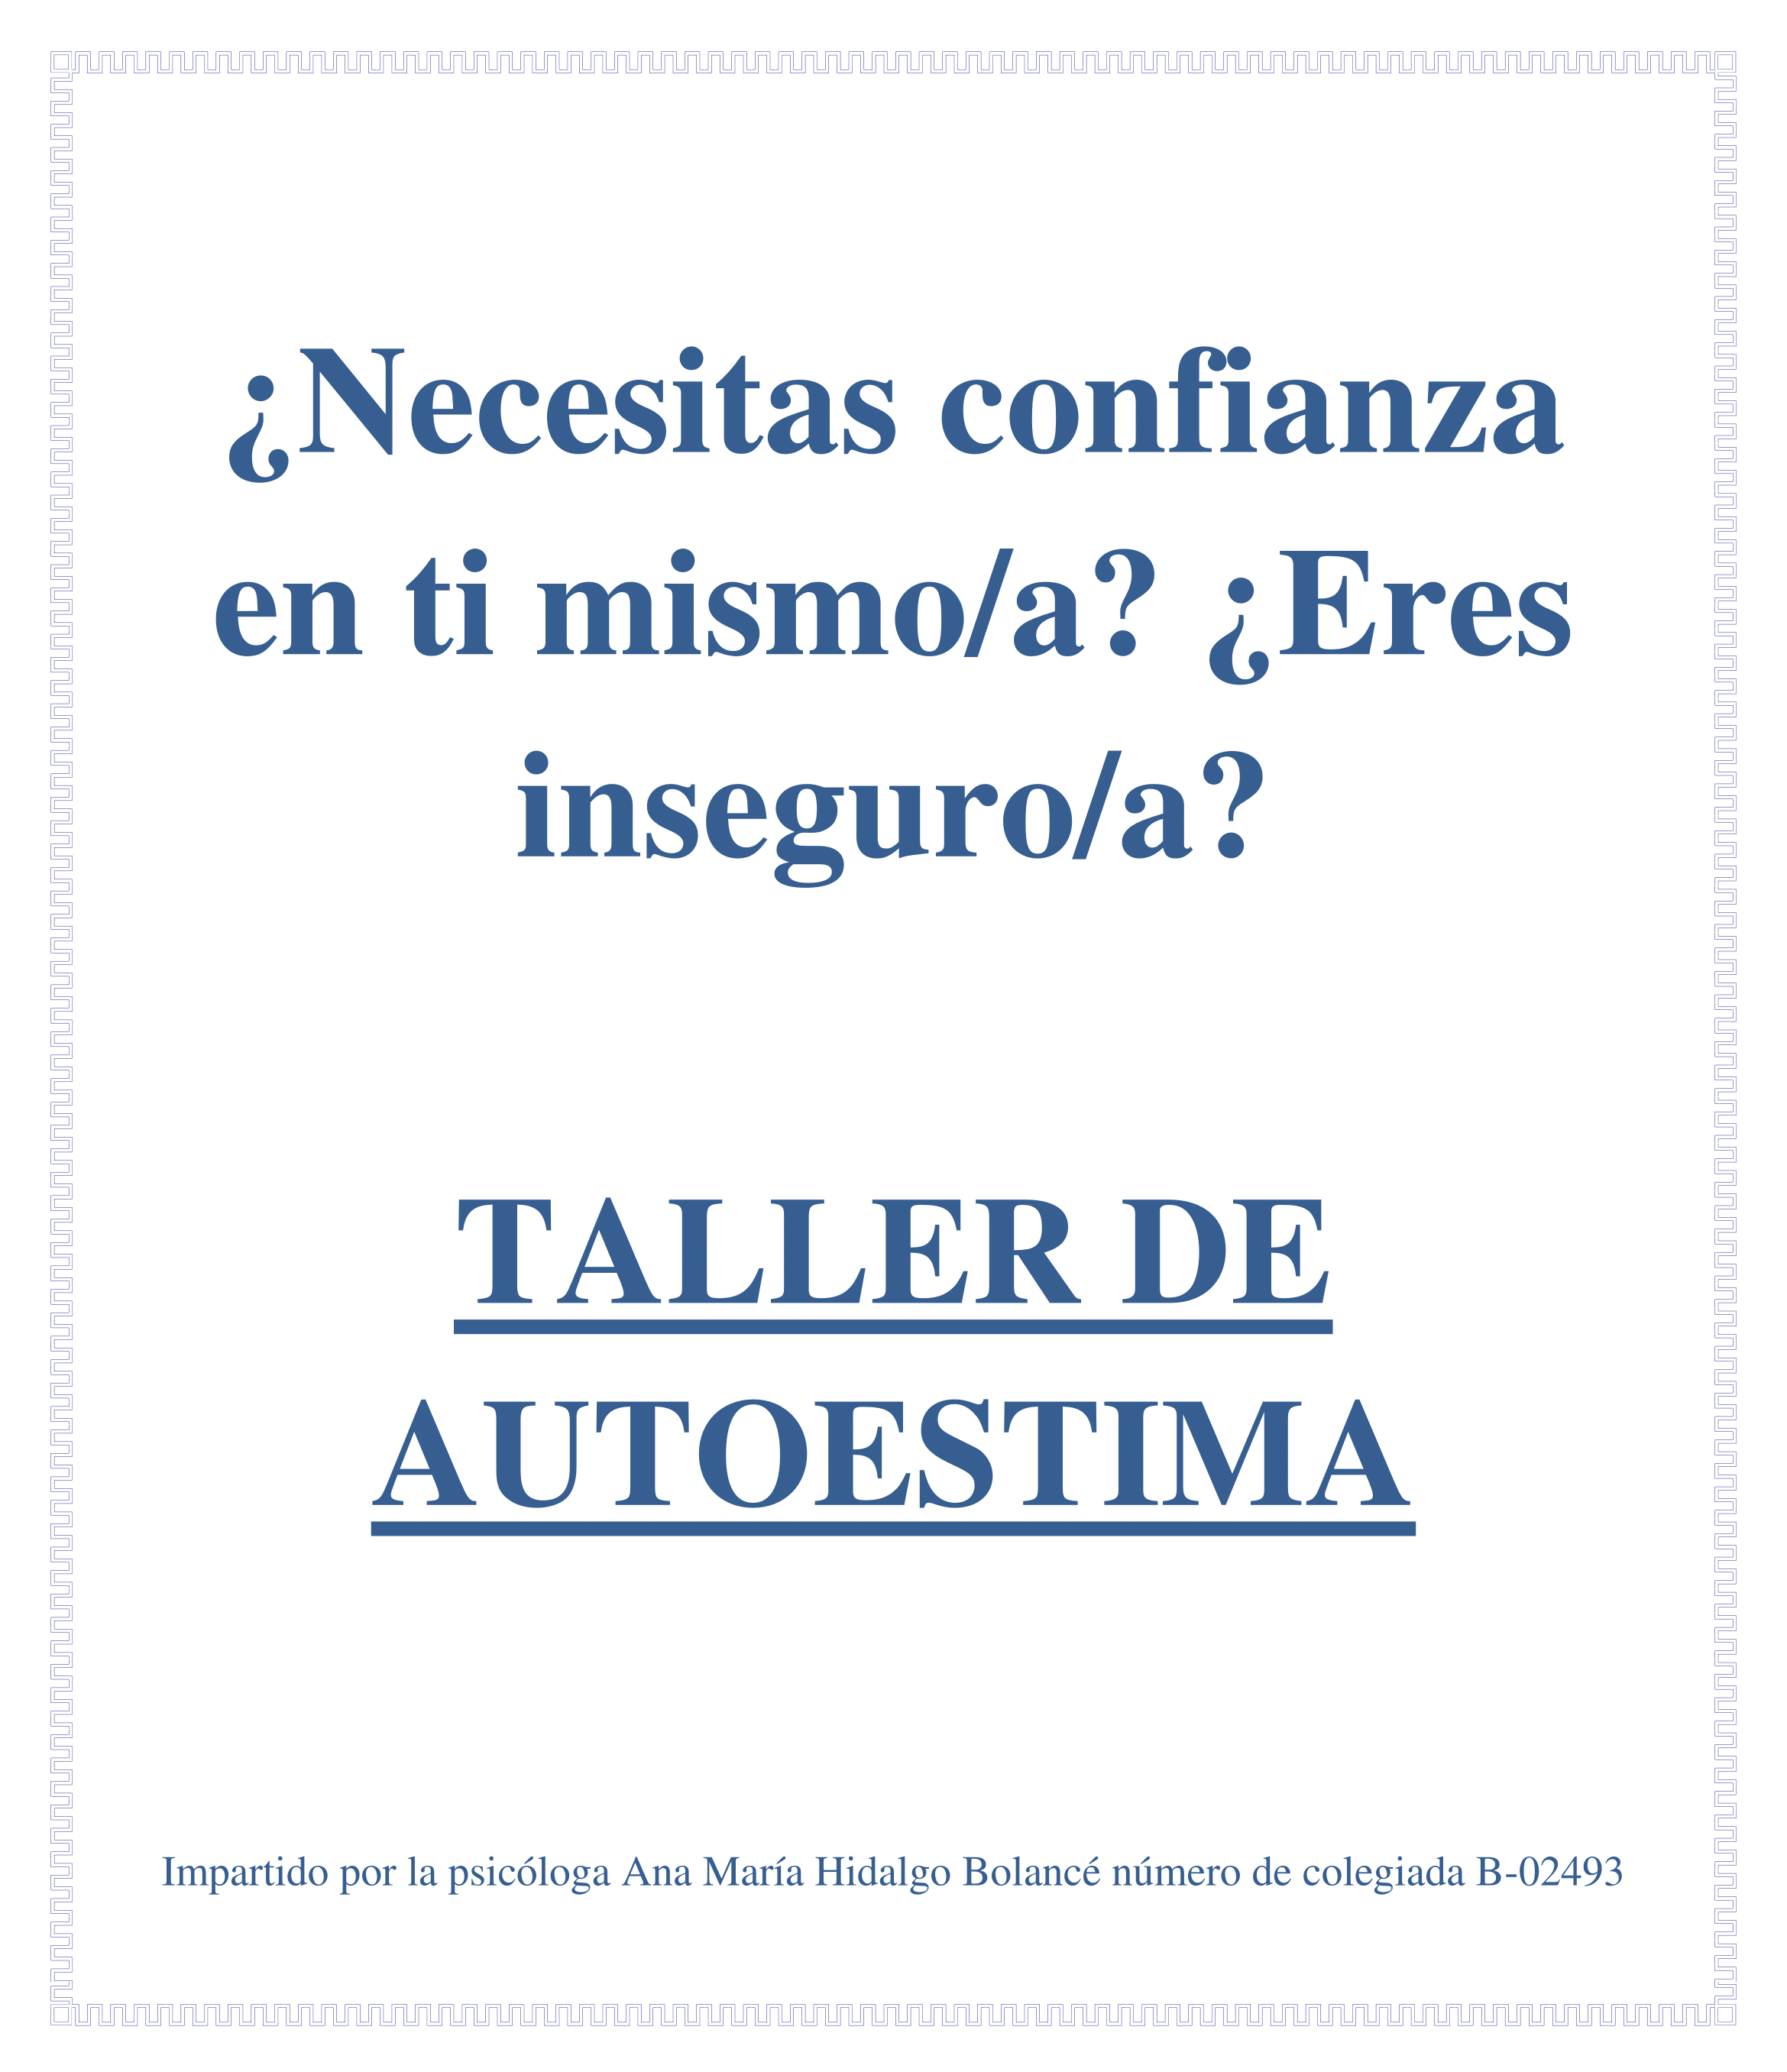 ¿Necesitas confianza
en ti mismo/a? ¿Eres
inseguro/a?
TALLER DE
AUTOESTIMA
Impartido por la psicóloga Ana María Hidalgo Bolancé número de colegiada B-02493